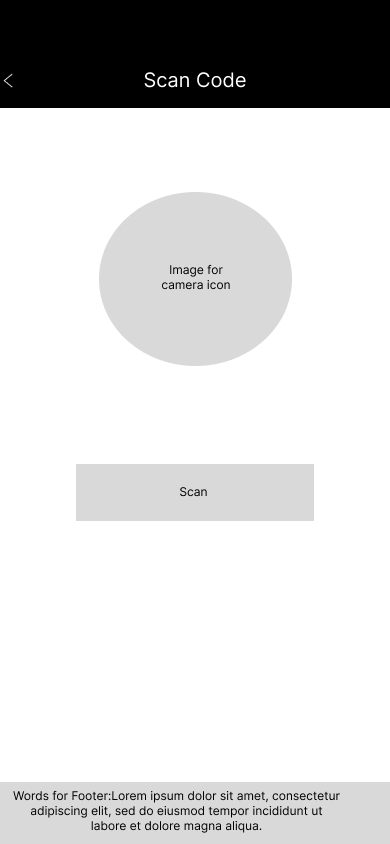 Scan Code
Image for
camera icon
Scan
Words for Footer:Lorem ipsum dolor sit amet, consectetur
adipiscing elit, sed do eiusmod tempor incididunt ut
labore et dolore magna aliqua.